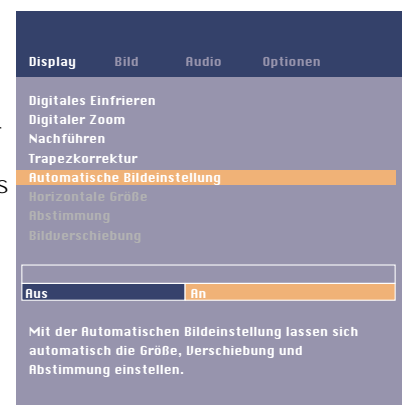 Display Bild Audio Optionen
Digitales Einfrieren
Digitaler Zoom
Nachführen
Trapezkorrektur
Automatische Bildeinstellung
Horizontale Größe
Abstimmung
Bildverschiebung
Aus An
Mit der Automatischen Bildeinstellung lassen sich
automatisch die Größe, Verschiebung und
Abstimmung einstellen.